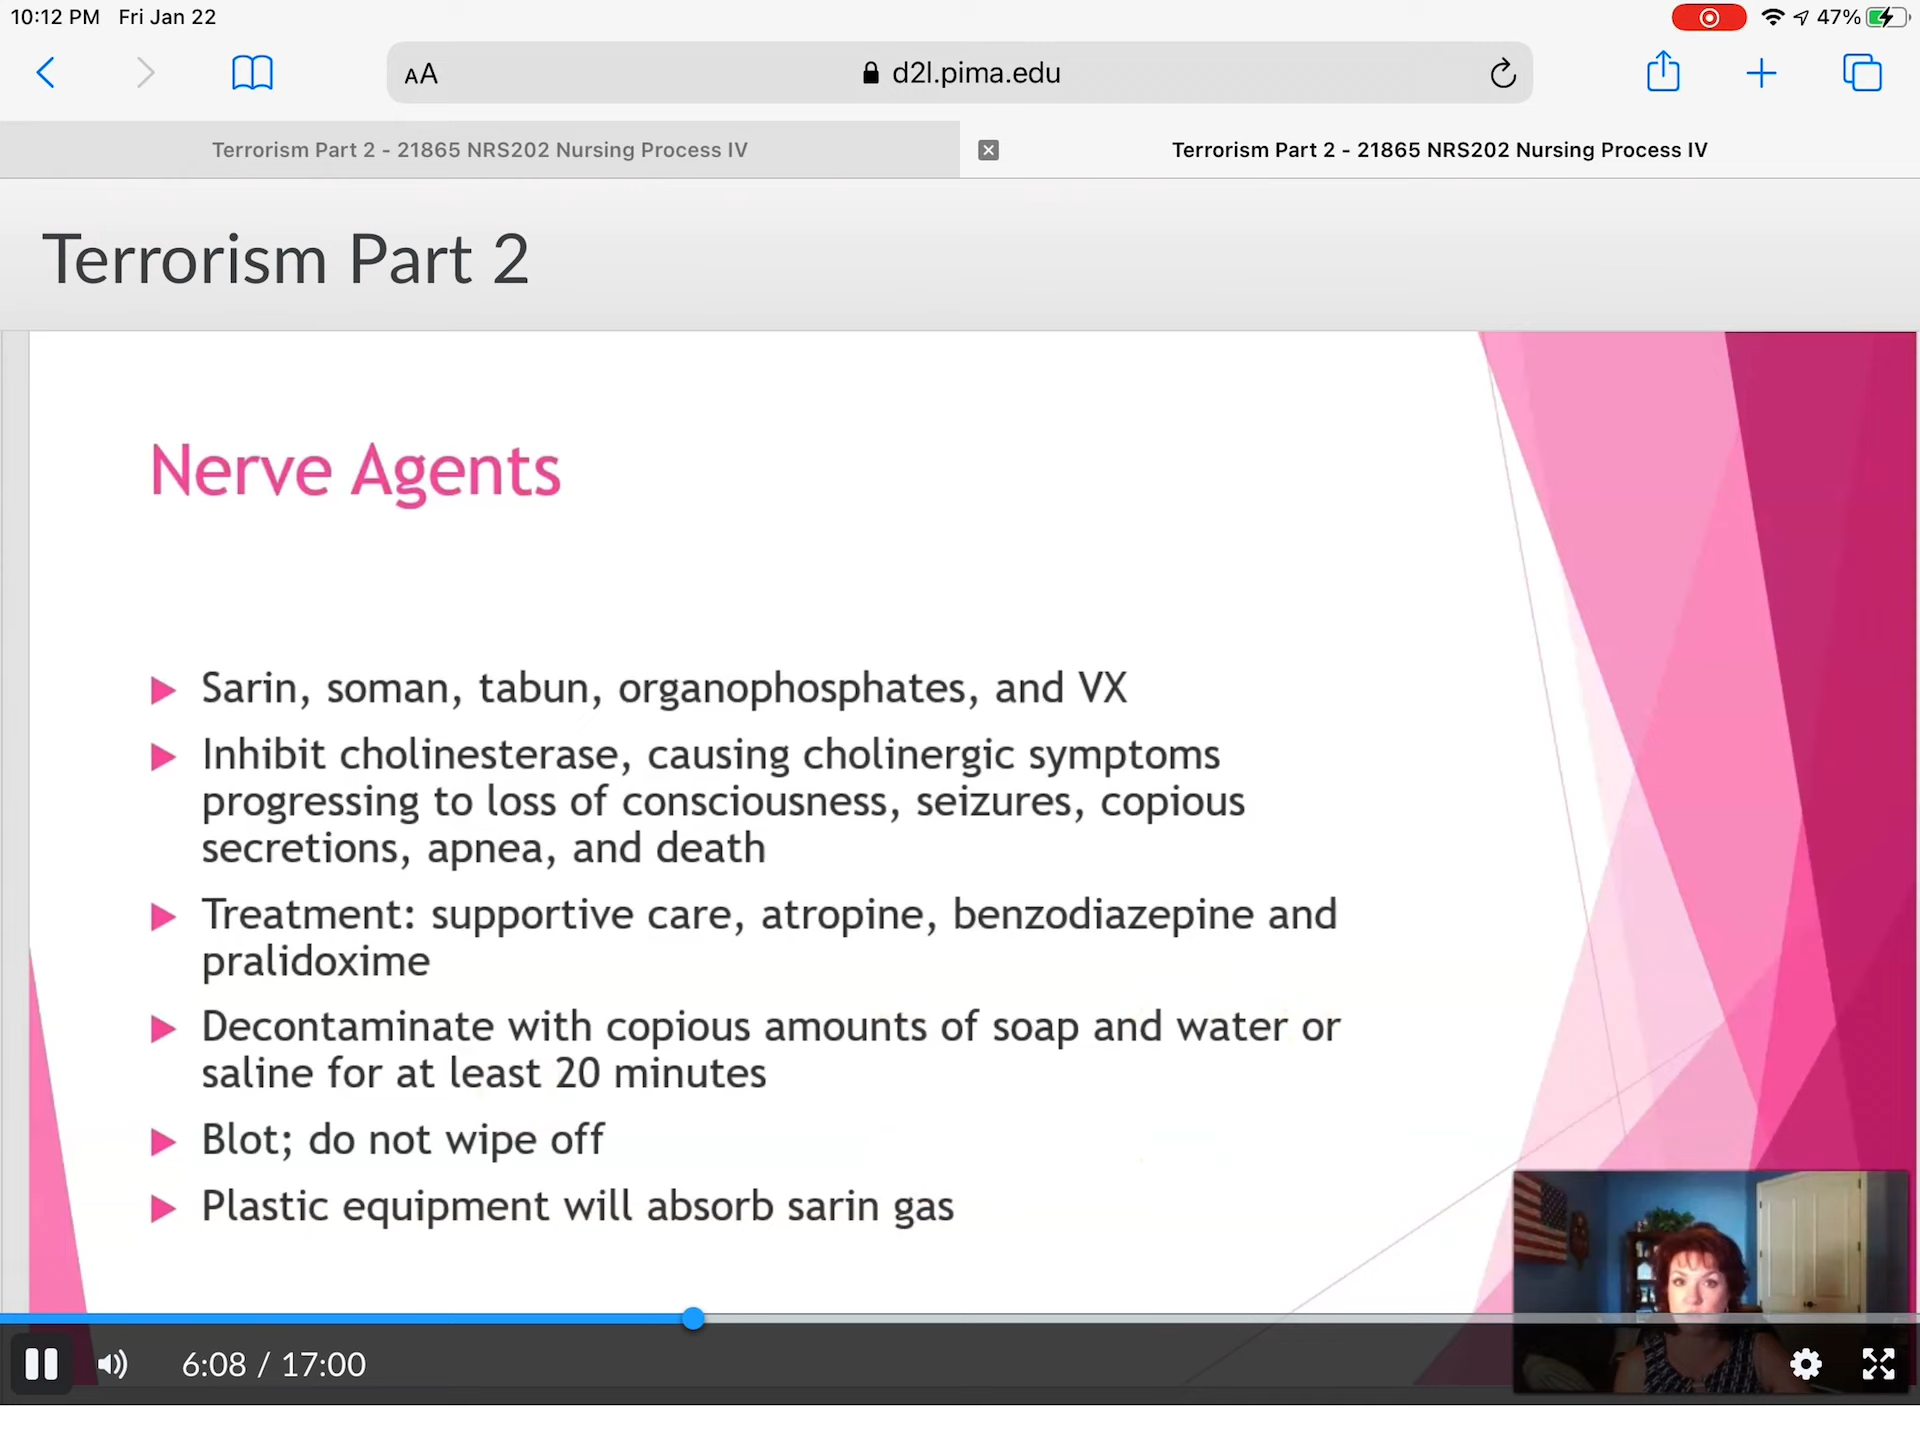 10:12 PM Fri Jan 22
47%
AA
d2l.pima.edu
Terrorism Part 2 - 21865 NRS202 Nursing Process IV
Terrorism Part 2 - 21865 NRS202 Nursing Process IV
Terrorism Part 2
Nerve Agents
Sarin, soman, tabun, organophosphates, and VX
Inhibit cholinesterase, causing cholinergic symptoms
progressing to loss of consciousness, seizures, copious
secretions, apnea, and death
Treatment: supportive care, atropine, benzodiazepine and
pralidoxime
Decontaminate with copious amounts of soap and water or
saline for at least 20 minutes
Blot; do not wipe off
Plastic equipment will absorb sarin gas
6:08 / 17:00